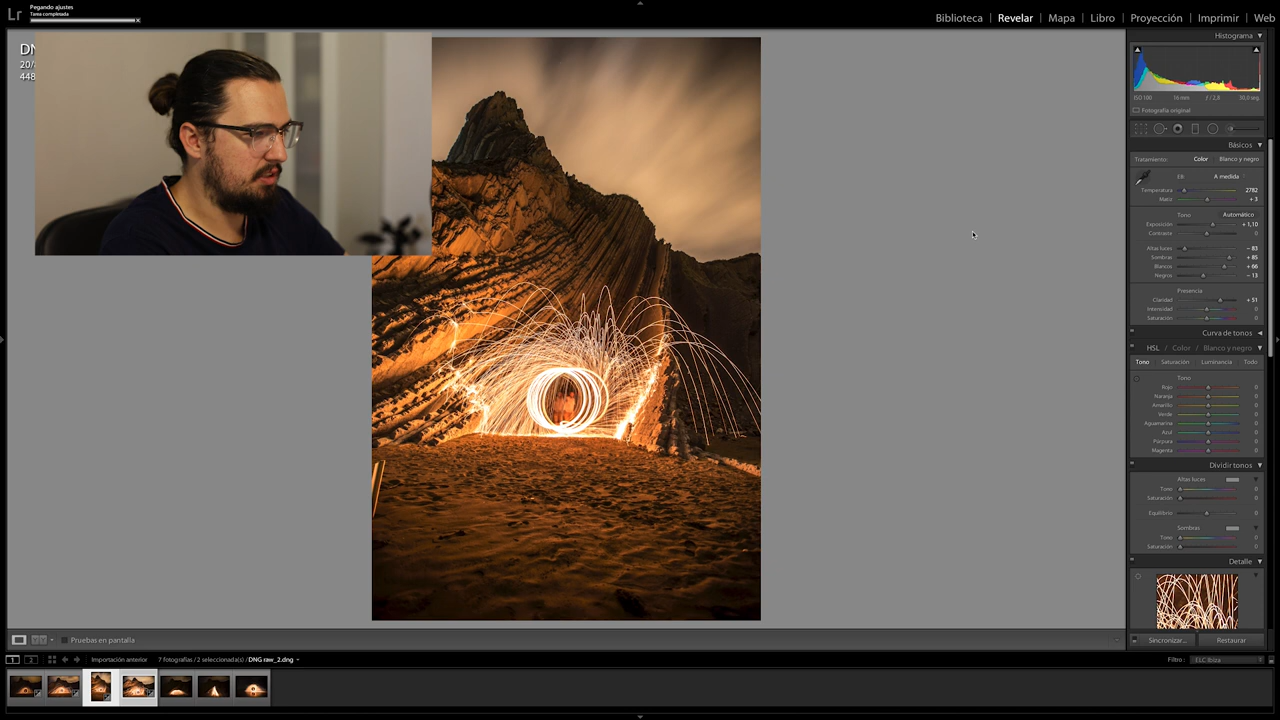 Lr
Pegando ajustes
Tarea completada
Biblioteca | Revelar | Mapa | Libro | Proyección | Imprimir | Web
DN
20/
448
Histograma
ISO 100 16 mm f / 2,8 30,0 seg.
Fotografía original
Básicos
Tratamiento: Color Blanco y negro
EB: A medida
Temperatura 2782
Matiz + 3
Tono Automático
Exposición + 1,10
Contraste 0
Altas luces − 83
Sombras + 85
Blancos + 66
Negros − 13
Presencia
Claridad + 51
Intensidad 0
Saturación 0
Curva de tonos
HSL / Color / Blanco y negro
Tono Saturación Luminancia Todo
Tono
Rojo 0
Naranja 0
Amarillo 0
Verde 0
Aguamarina 0
Azul 0
Púrpura 0
Magenta 0
Dividir tonos
Altas luces
Tono 0
Saturación 0
Equilibrio 0
Sombras
Tono 0
Saturación 0
Detalle
Pruebas en pantalla
Sincronizar... Restaurar
1 2 Importación anterior 7 fotografías / 2 seleccionada(s) / DNG raw_2.dng
Filtro : ELC Ibiza